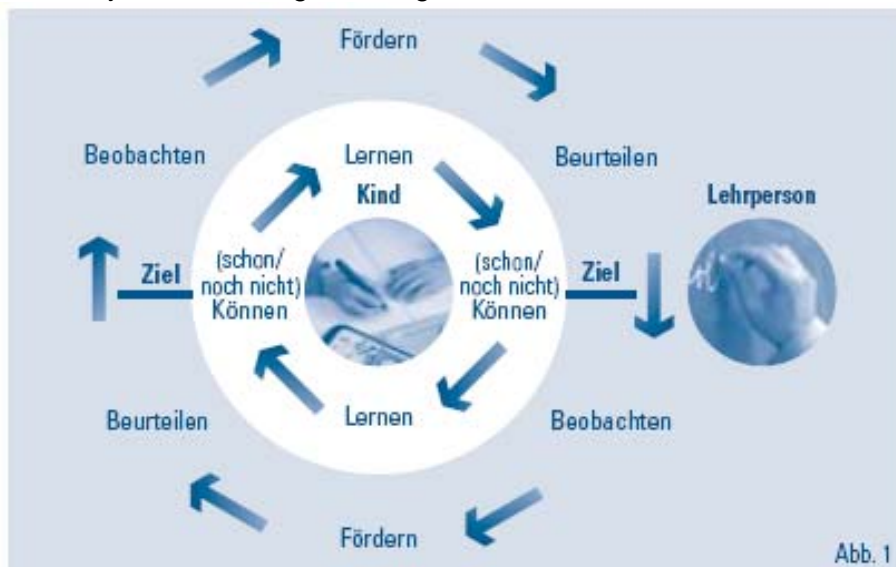 Fördern
Beobachten
Lernen
Beurteilen
Kind
Lehrperson
(schon/
noch nicht)
Können
(schon/
noch nicht)
Können
Ziel
Ziel
Beurteilen
Lernen
Beobachten
Fördern
Abb. 1